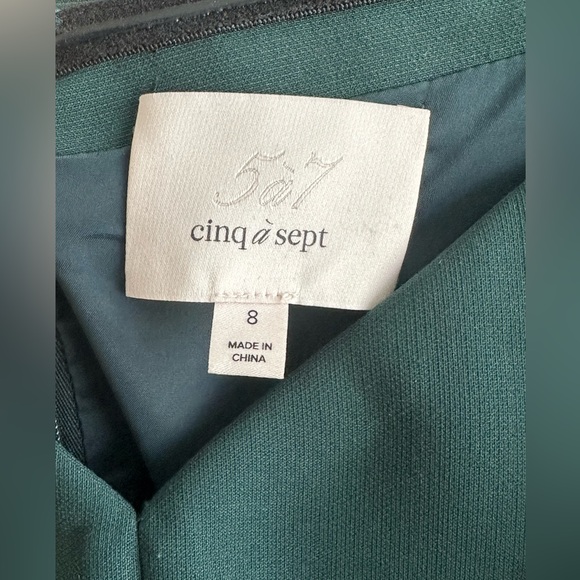 5à7
cinq à sept
8
MADE IN
CHINA